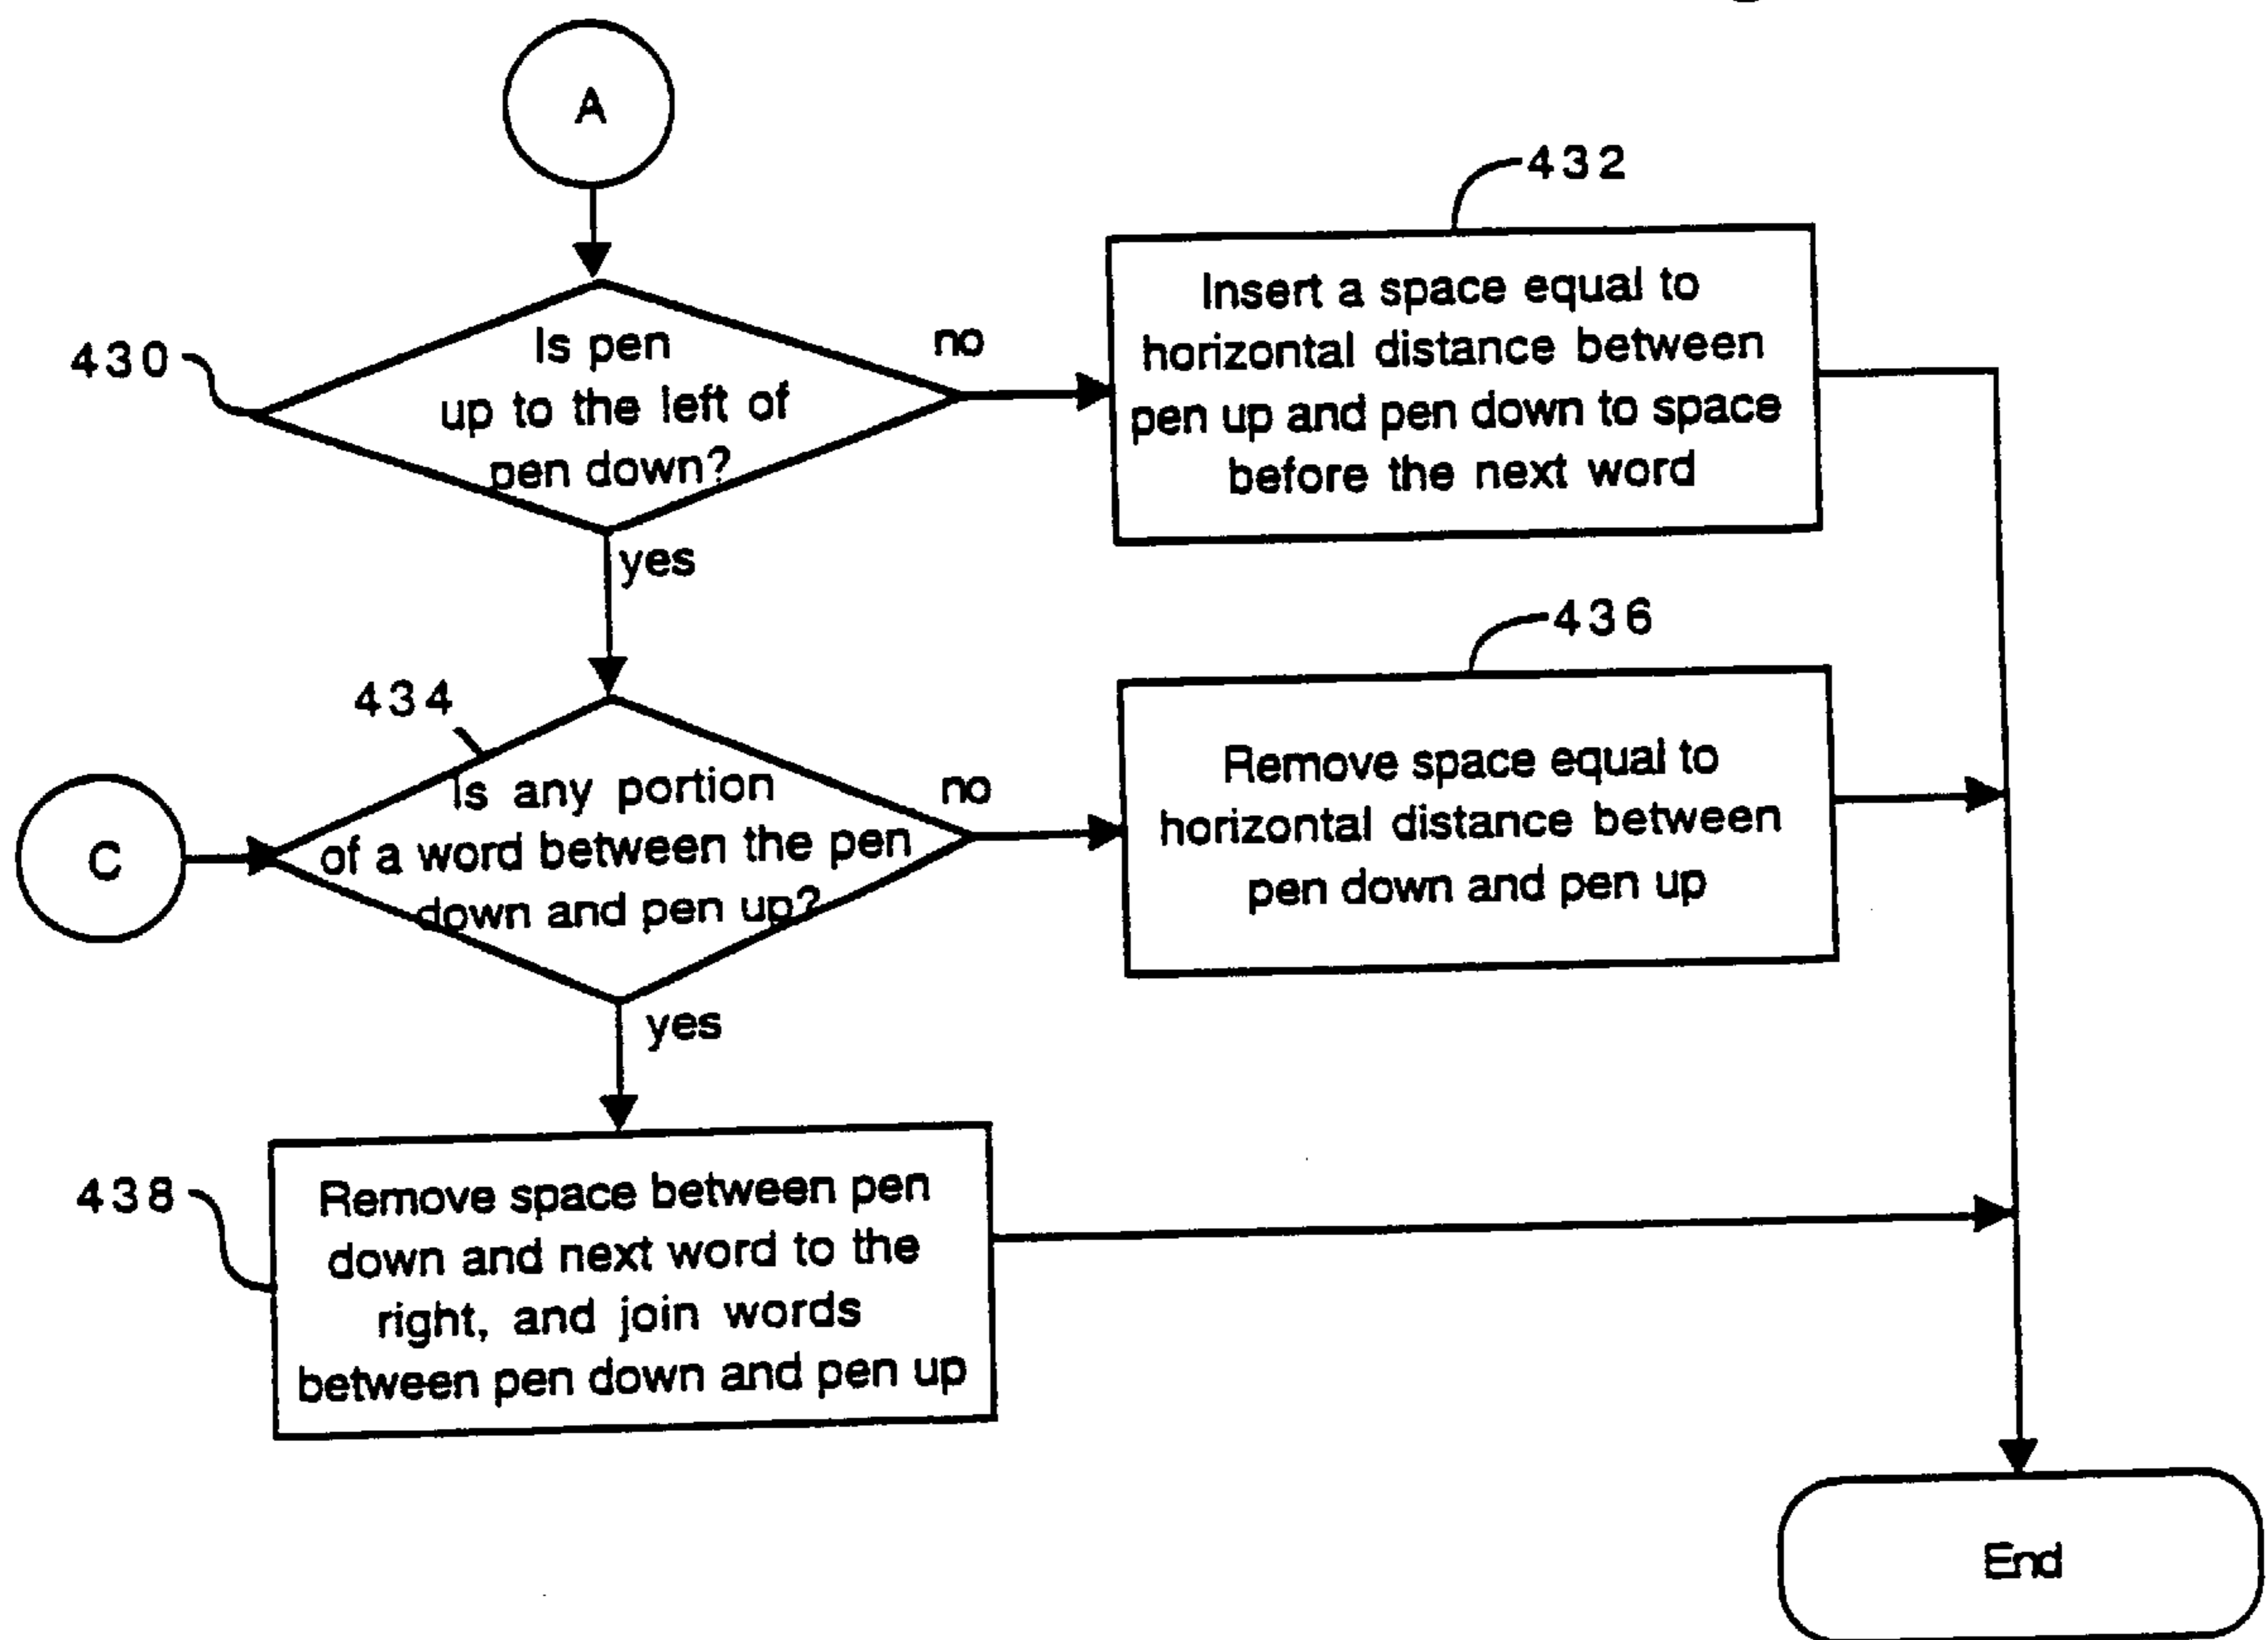 A
432
Insert a space equal to
horizontal distance between
pen up and pen down to space
before the next word
430
Is pen
up to the left of
pen down?
no
yes
436
434
Is any portion
of a word between the pen
down and pen up?
no
Remove space equal to
horizontal distance between
pen down and pen up
C
yes
438
Remove space between pen
down and next word to the
right, and join words
between pen down and pen up
End